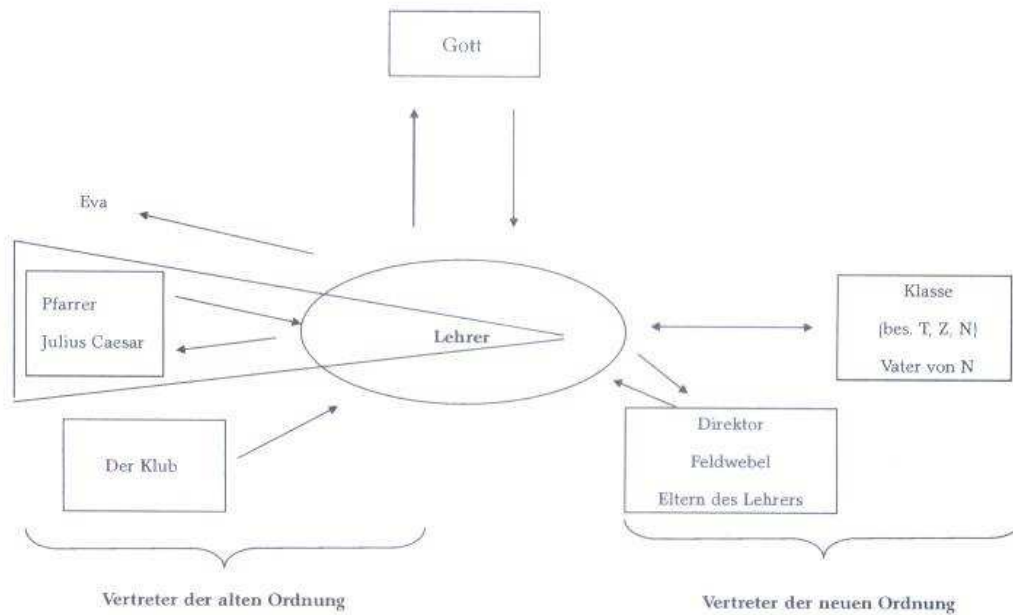 Gott
Eva
Pfarrer
Julius Caesar
Lehrer
Klasse
(bes. T, Z, N)
Vater von N
Der Klub
Direktor
Feldwebel
Eltern des Lehrers
Vertreter der alten Ordnung
Vertreter der neuen Ordnung